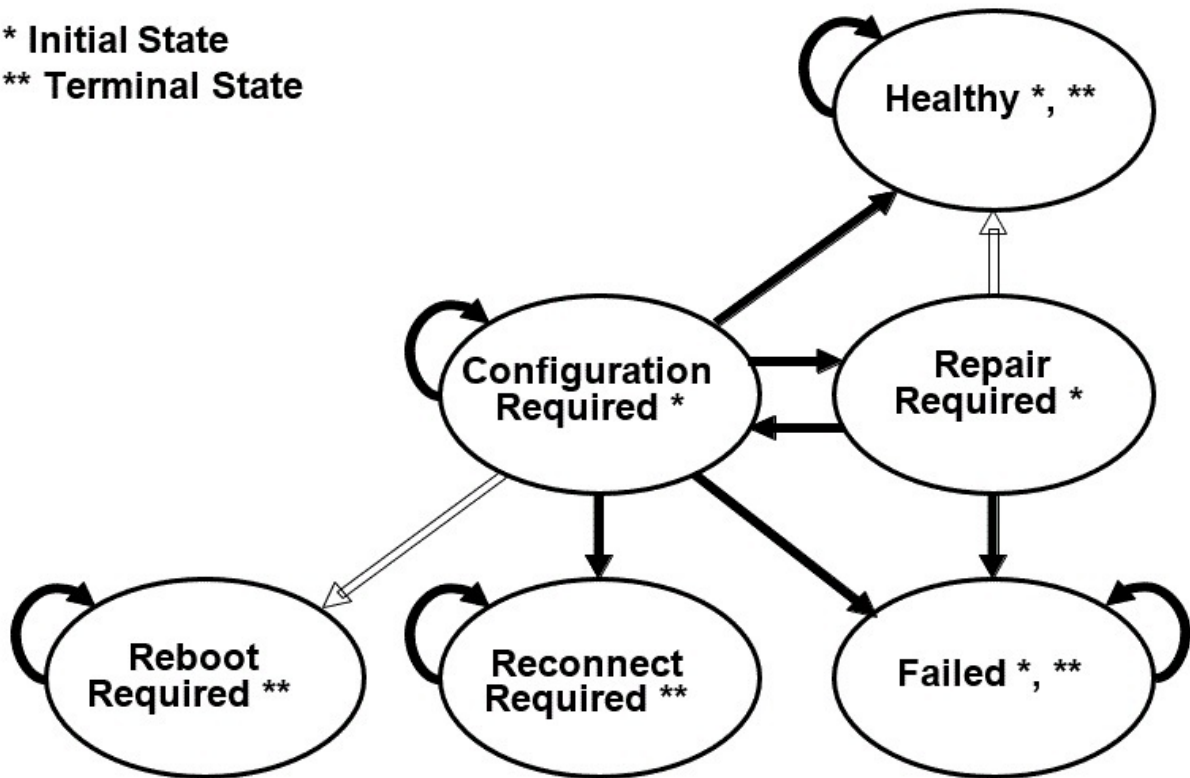 * Initial State
** Terminal State
Healthy *, **
Configuration
Required *
Repair
Required *
Reboot
Required **
Reconnect
Required **
Failed *, **